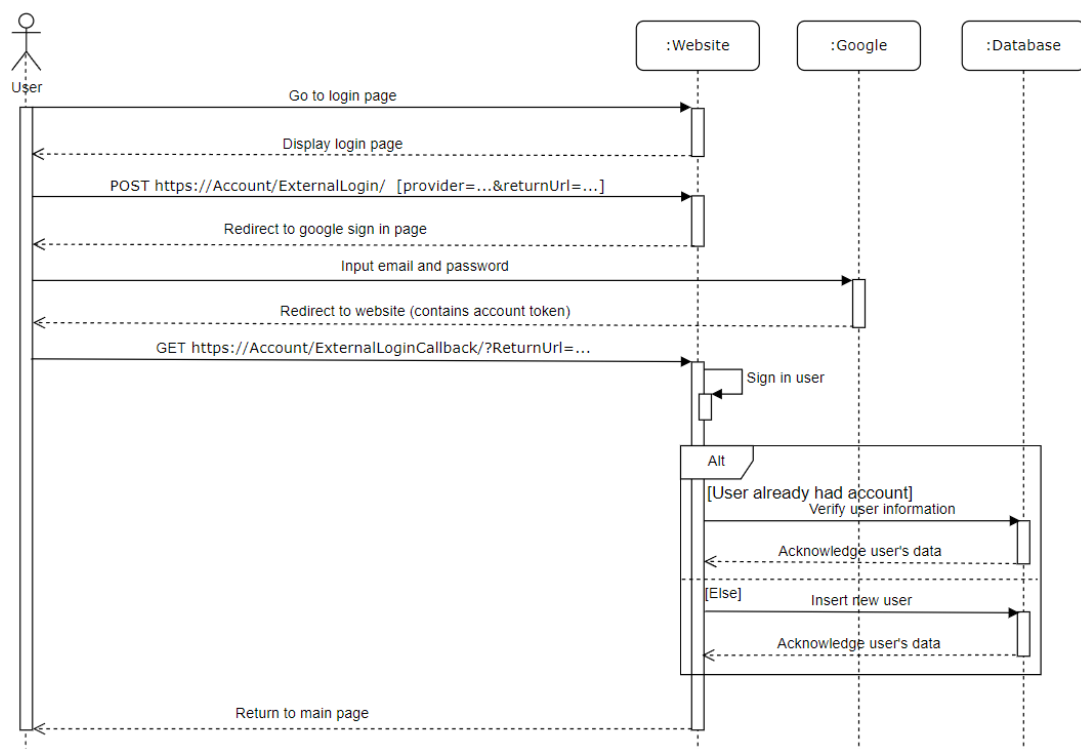 :Website
:Google
:Database
User
Go to login page
Display login page
POST https://Account/ExternalLogin/ [provider=...&returnUrl=...]
Redirect to google sign in page
Input email and password
Redirect to website (contains account token)
GET https://Account/ExternalLoginCallback/?ReturnUrl=...
Sign in user
Alt
[User already had account]
Verify user information
Acknowledge user's data
[Else]
Insert new user
Acknowledge user's data
Return to main page